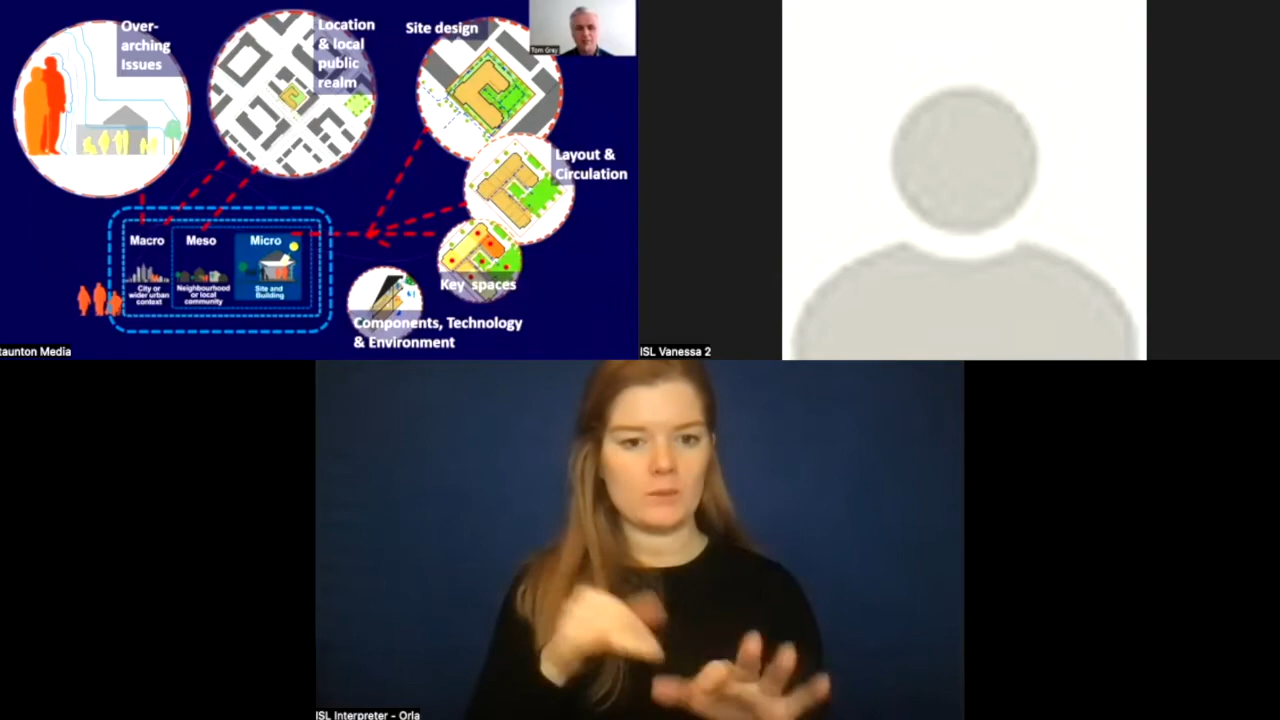 Over-
arching
Issues
Location
& local
public
realm
Site design
Tom Grey
Layout &
Circulation
Macro
Meso
Micro
City or
wider urban
context
Neighbourhood
or local
community
Site and
Building
Key spaces
Components, Technology
& Environment
taunton Media
ISL Vanessa 2
ISL Interpreter - Orla